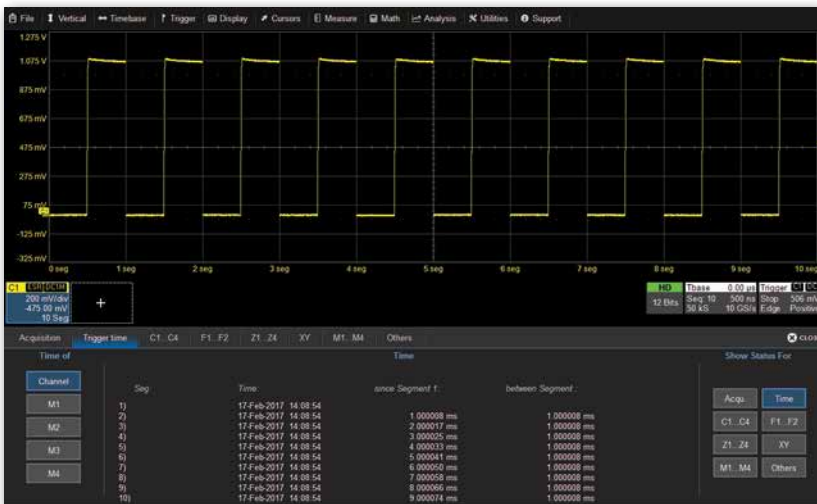 File Vertical Timebase Trigger Display Cursors Measure Math Analysis Utilities Support
1.275 V
1.075 V
875 mV
675 mV
475 mV
275 mV
75 mV
-125 mV
-325 mV
0 seg 1 seg 2 seg 3 seg 4 seg 5 seg 6 seg 7 seg 8 seg 9 seg 10 seg
C1 ESR DC1M
200 mV/div
-475.00 mV
10 Seg
+
HD
12 Bits
Tbase 0.00 µs
Seq: 10 500 ns
50 kS 10 GS/s
Trigger C1 DC
Stop 506 mV
Edge Positive
Acquisition Trigger time C1...C4 F1...F2 Z1...Z4 XY M1...M4 Others CLOS
Time of Time Show Status For
Channel
M1
M2
M3
M4
Seg: Time: since Segment 1: between Segment :
1) 17-Feb-2017 14:08:54
2) 17-Feb-2017 14:08:54 1.000008 ms 1.000008 ms
3) 17-Feb-2017 14:08:54 2.000017 ms 1.000008 ms
4) 17-Feb-2017 14:08:54 3.000025 ms 1.000008 ms
5) 17-Feb-2017 14:08:54 4.000033 ms 1.000008 ms
6) 17-Feb-2017 14:08:54 5.000041 ms 1.000008 ms
7) 17-Feb-2017 14:08:54 6.000050 ms 1.000008 ms
8) 17-Feb-2017 14:08:54 7.000058 ms 1.000008 ms
9) 17-Feb-2017 14:08:54 8.000066 ms 1.000008 ms
10) 17-Feb-2017 14:08:54 9.000074 ms 1.000008 ms
Acqu. Time
C1...C4 F1...F2
Z1...Z4 XY
M1...M4 Others